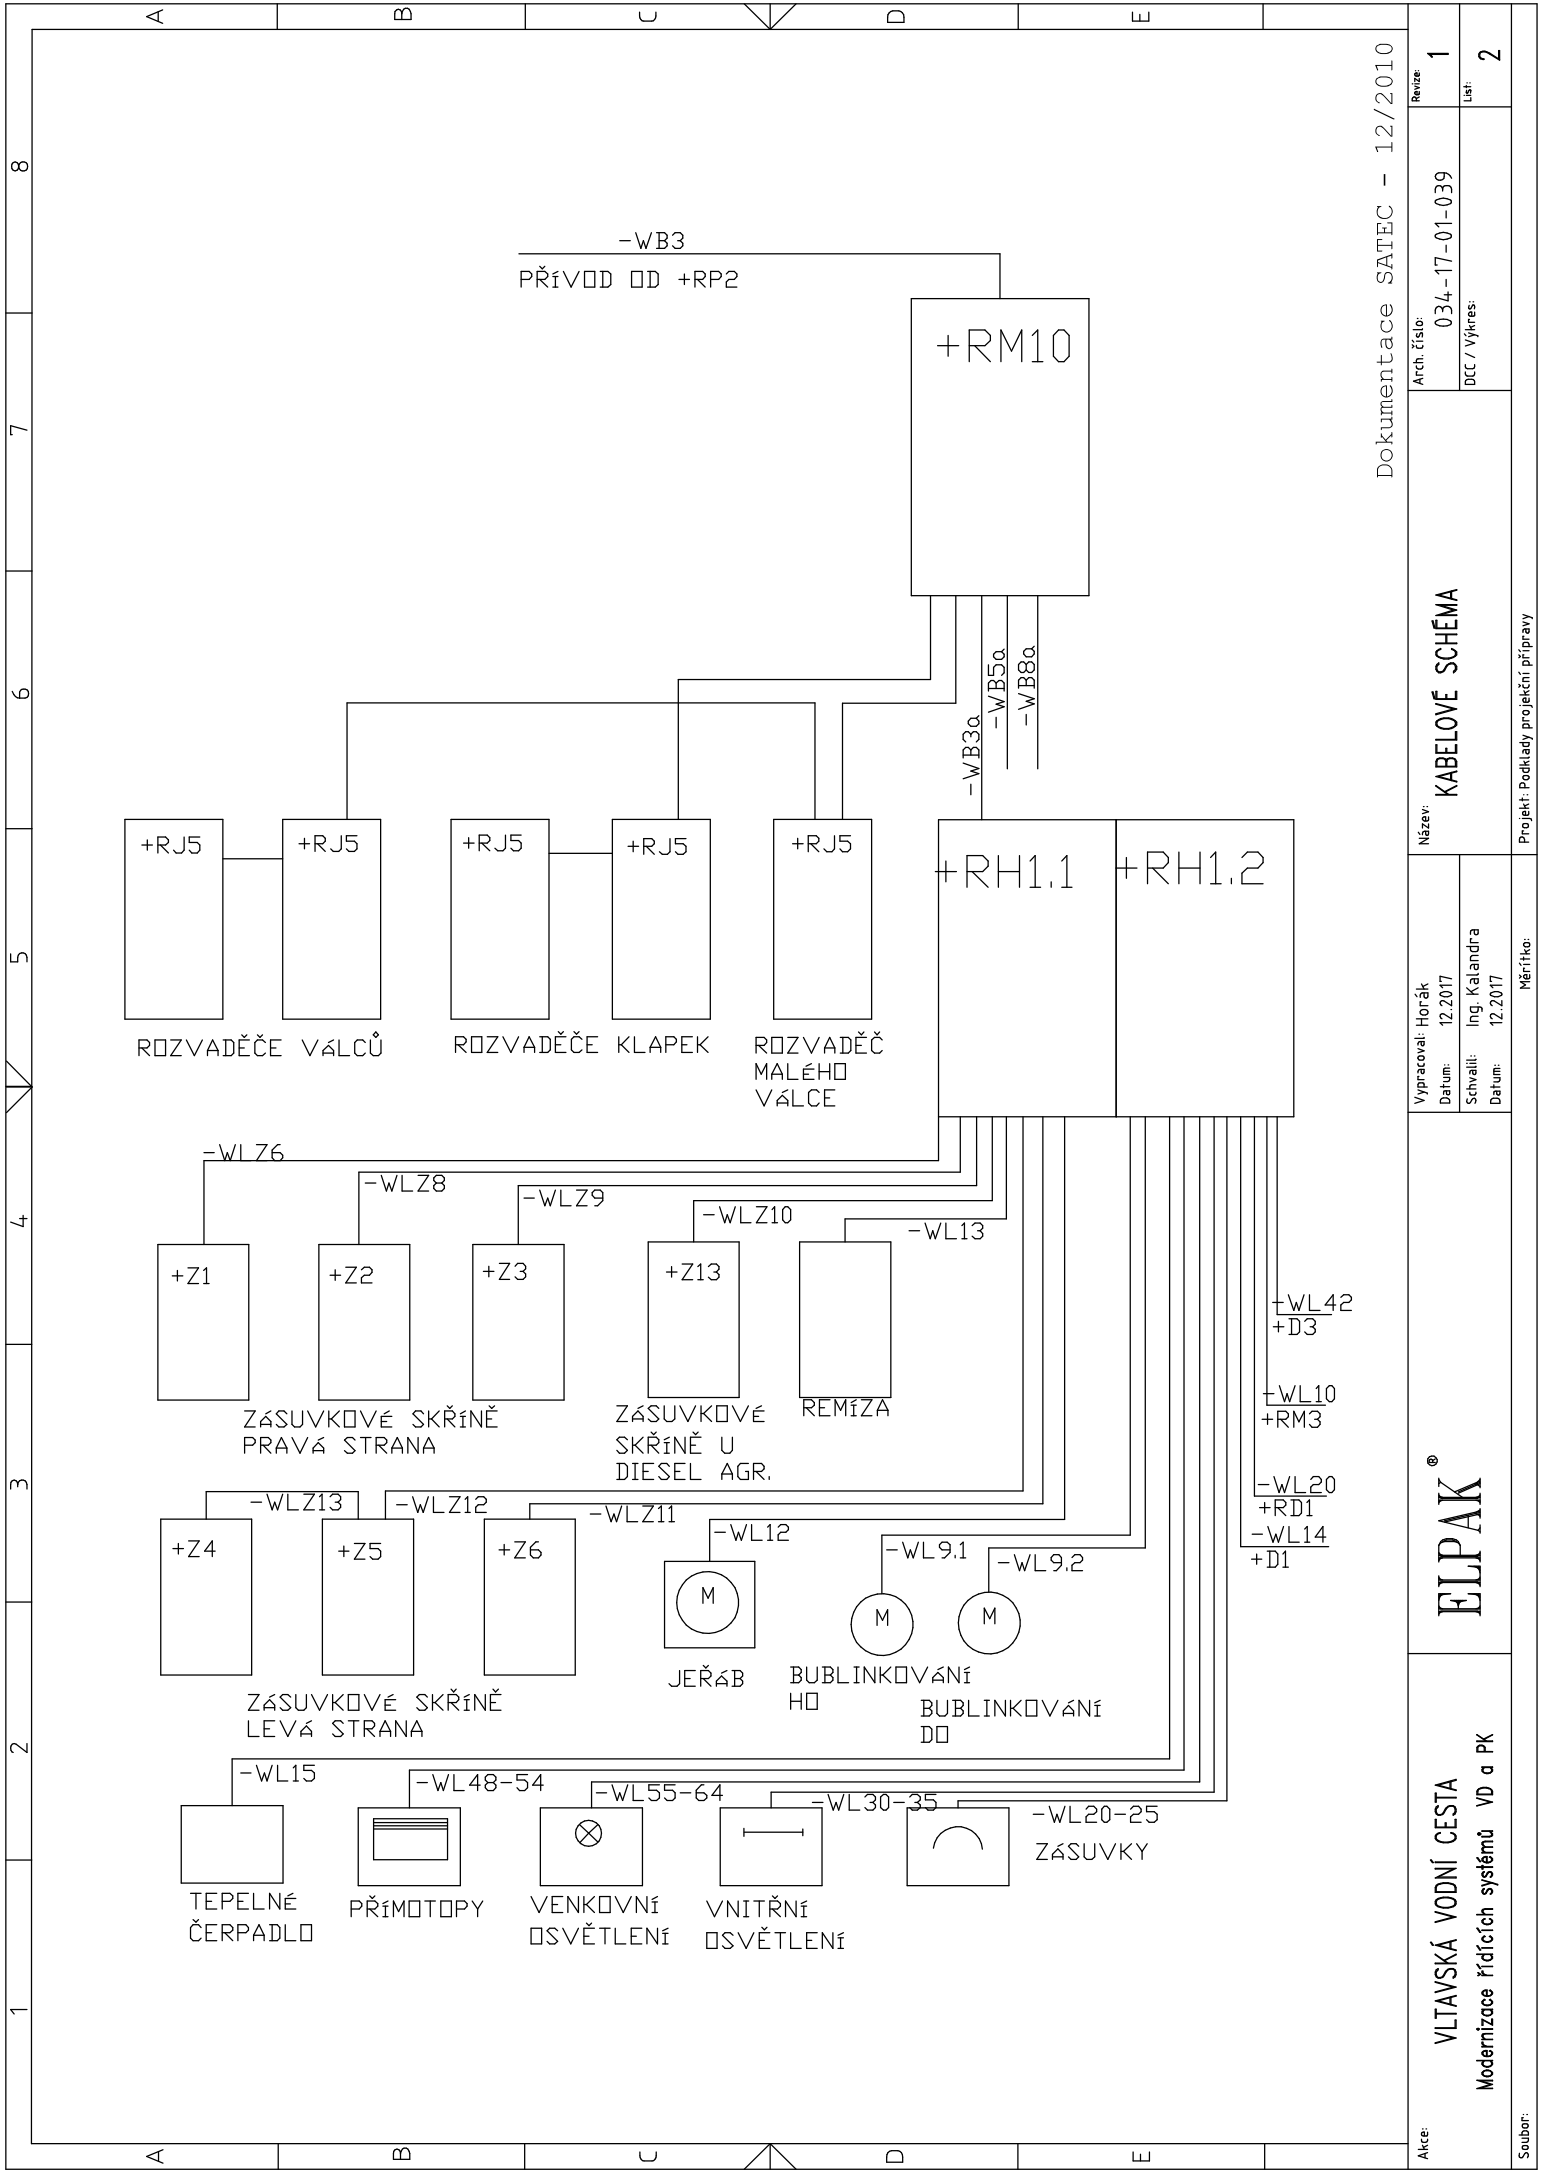 A
B
C
D
E
8
7
6
5
4
3
2
1
-WB3
PŘÍVOD OD +RP2
+RM10
-WB3a
-WB5a
-WB8a
+RJ5
+RJ5
+RJ5
+RJ5
+RJ5
+RH1.1
+RH1.2
ROZVADĚČE VÁLCŮ
ROZVADĚČE KLAPEK
ROZVADĚČ
MALÉHO
VÁLCE
-WLZ6
-WLZ8
-WLZ9
-WLZ10
-WL13
+Z1
+Z2
+Z3
+Z13
ZÁSUVKOVÉ SKŘÍNĚ
PRAVÁ STRANA
ZÁSUVKOVÉ
SKŘÍNĚ U
DIESEL AGR.
REMÍZA
-WL42
+D3
-WL10
+RM3
-WL20
+RD1
-WL14
+D1
-WLZ13
-WLZ12
-WLZ11
-WL12
-WL9.1
-WL9.2
+Z4
+Z5
+Z6
M
M
M
ZÁSUVKOVÉ SKŘÍNĚ
LEVÁ STRANA
JEŘÁB
BUBLINKOVÁNÍ
HO
BUBLINKOVÁNÍ
DO
-WL15
-WL48-54
-WL55-64
-WL30-35
-WL20-25
ZÁSUVKY
TEPELNÉ
ČERPADLO
PŘÍMOTOPY
VENKOVNÍ
OSVĚTLENÍ
VNITŘNÍ
OSVĚTLENÍ
A
B
C
D
E
Dokumentace SATEC - 12/2010
Akce:
VLTAVSKÁ VODNÍ CESTA
Modernizace řídících systémů VD a PK
Soubor:
ELPAK®
Vypracoval: Horák
Datum: 12.2017
Schvalil: Ing. Kalandra
Datum: 12.2017
Měřítko:
Název:
KABELOVÉ SCHÉMA
Projekt: Podklady projekční přípravy
Arch. číslo:
034-17-01-039
DCC / Výkres:
Revize:
1
List:
2